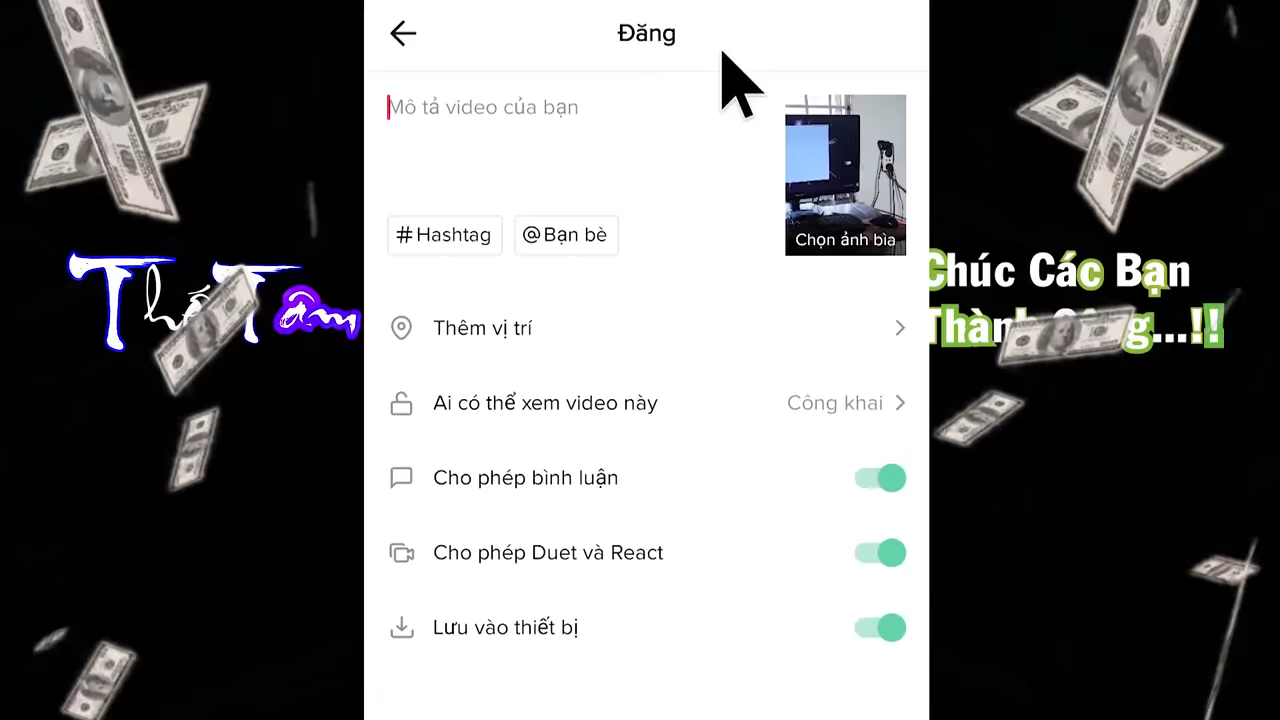 Đăng
Mô tả video của bạn
#Hashtag
@Bạn bè
Chọn ảnh bìa
Thêm vị trí
Ai có thể xem video này
Công khai
Cho phép bình luận
Cho phép Duet và React
Lưu vào thiết bị
Tâm
Chúc Các Bạn
...!!